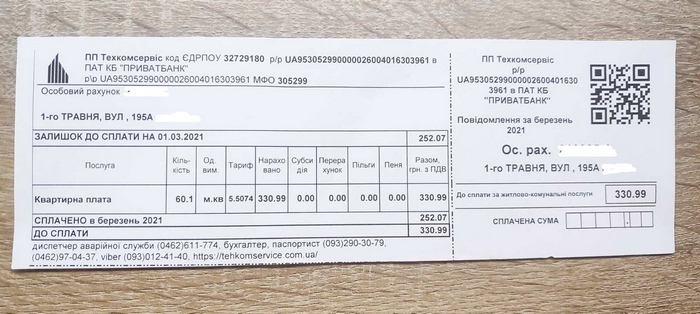 ПП Техкомсервіс код ЄДРПОУ 32729180 р/р UA953052990000026004016303961 в
ПАТ КБ "ПРИВАТБАНК"
р\р UA953052990000026004016303961 МФО 305299
Особовий рахунок
1-го ТРАВНЯ, ВУЛ , 195А
ЗАЛИШОК ДО СПЛАТИ НА 01.03.2021 252.07
Послуга Кіль-кість Од. вим. Тариф Нарахо вано Субси дія Перера хунок Пільги Пеня Разом, грн. з ПДВ
Квартирна плата 60.1 м.кв 5.5074 330.99 0.00 0.00 0.00 0.00 330.99
СПЛАЧЕНО в березень 2021 252.07
ДО СПЛАТИ 330.99
диспетчер аварійної служби (0462)611-774, бухгалтер, паспортист (093)290-30-79,
(0462)97-04-37, viber (093)012-41-40, https://tehkomservice.com.ua/
ПП Техкомсервіс
р/р
UA95305299000002600401630
3961 в ПАТ КБ
"ПРИВАТБАНК"
Повідомлення за березень
2021
Ос. рах.
1-го ТРАВНЯ, ВУЛ , 195А
До сплати за житлово-комунальні послуги 330.99
СПЛАЧЕНА СУМА